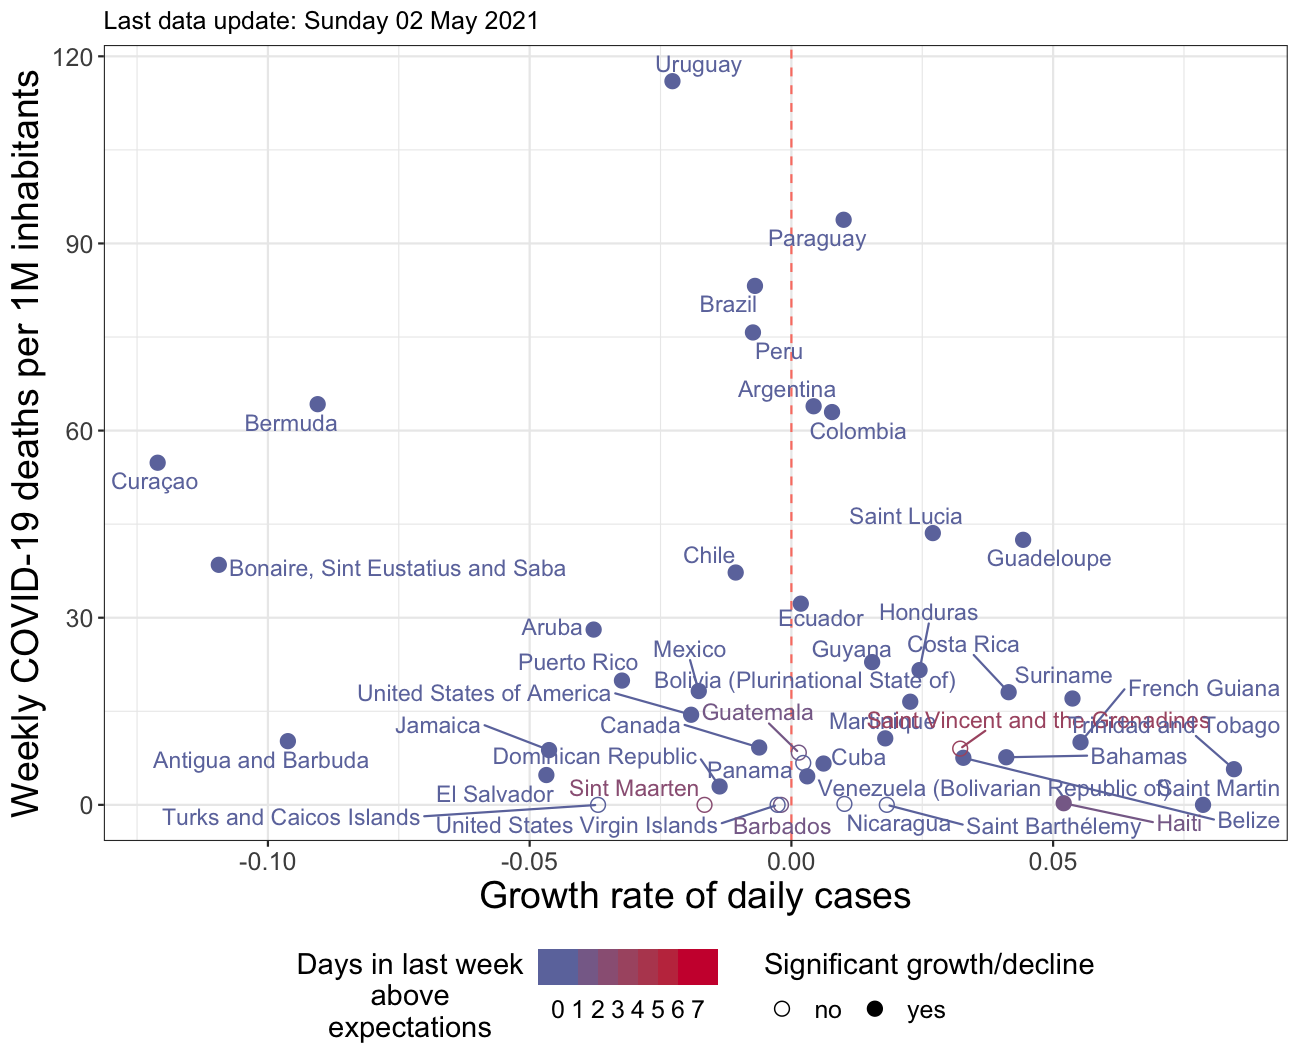 Last data update: Sunday 02 May 2021
Weekly COVID-19 deaths per 1M inhabitants
120
90
60
30
0
Uruguay
Paraguay
Brazil
Peru
Argentina
Colombia
Bermuda
Curaçao
Saint Lucia
Guadeloupe
Chile
Bonaire, Sint Eustatius and Saba
Ecuador
Honduras
Aruba
Mexico
Guyana
Costa Rica
Puerto Rico
Bolivia (Plurinational State of)
Suriname
French Guiana
United States of America
Guatemala
Martinique
Saint Vincent and the Grenadines
Trinidad and Tobago
Jamaica
Canada
Dominican Republic
Panama
Cuba
Bahamas
Antigua and Barbuda
El Salvador
Sint Maarten
Venezuela (Bolivarian Republic of)
Saint Martin
Turks and Caicos Islands
United States Virgin Islands
Barbados
Nicaragua
Saint Barthélemy
Haiti
Belize
-0.10
-0.05
0.00
0.05
Growth rate of daily cases
Days in last week
above
expectations
0 1 2 3 4 5 6 7
Significant growth/decline
no
yes